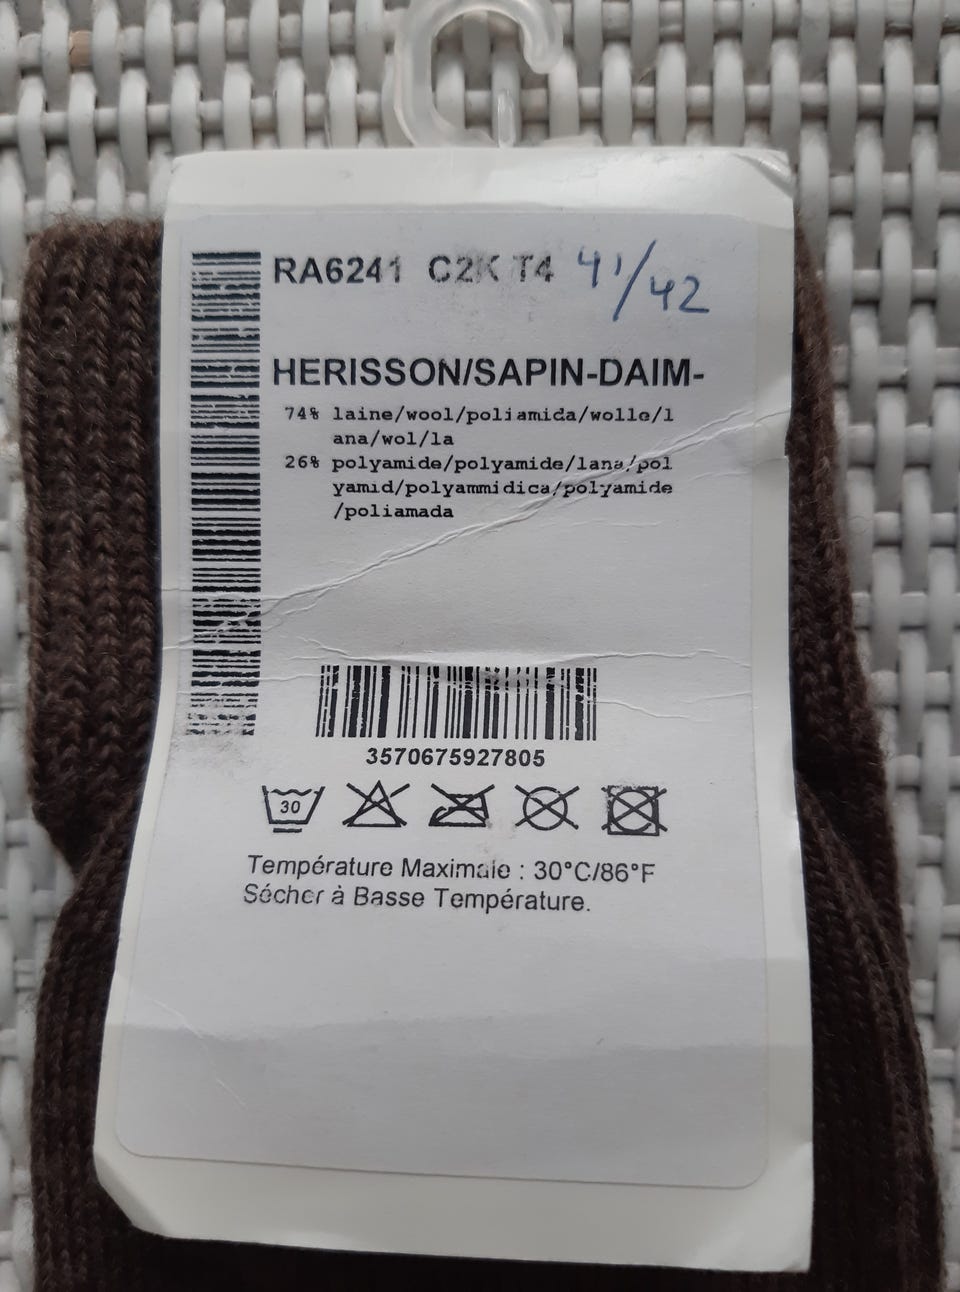 RA6241 C2K T4 41/42
HERISSON/SAPIN-DAIM-
74% laine/wool/poliamida/wolle/l
ana/wol/la
26% polyamide/polyamide/lana/pol
yamid/polyammidica/polyamide
/poliamada
3570675927805
30
Température Maximale : 30°C/86°F
Sécher à Basse Température.